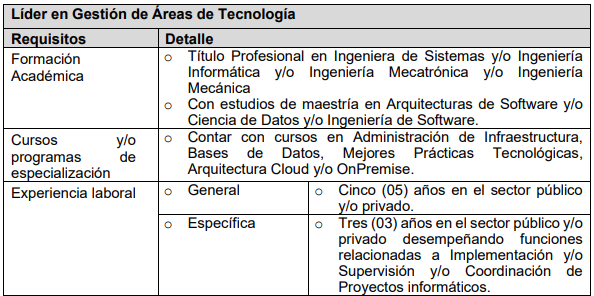 Líder en Gestión de Áreas de Tecnología
Requisitos Detalle
Formación Académica
o Título Profesional en Ingeniera de Sistemas y/o Ingeniería
Informática y/o Ingeniería Mecatrónica y/o Ingeniería
Mecánica
o Con estudios de maestría en Arquitecturas de Software y/o
Ciencia de Datos y/o Ingeniería de Software.
Cursos y/o
programas de
especialización
o Contar con cursos en Administración de Infraestructura,
Bases de Datos, Mejores Prácticas Tecnológicas,
Arquitectura Cloud y/o OnPremise.
Experiencia laboral
o General
o Cinco (05) años en el sector público
y/o privado.
o Específica
o Tres (03) años en el sector público y/o
privado desempeñando funciones
relacionadas a Implementación y/o
Supervisión y/o Coordinación de
Proyectos informáticos.